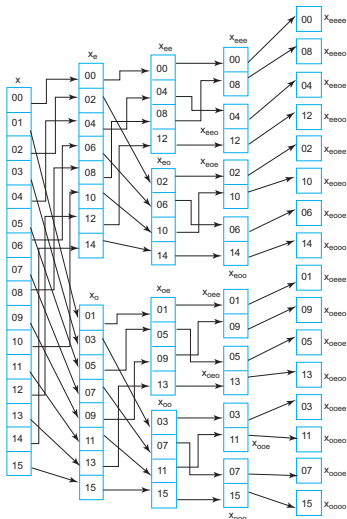 x
00
01
02
03
04
05
06
07
08
09
10
11
12
13
14
15
xe
00
02
04
06
08
10
12
14
xo
01
03
05
07
09
11
13
15
xee
00
04
08
12
xeo
02
06
10
14
xoe
01
05
09
13
xoo
03
07
11
15
xeee
00
08
04
xeeo 12
xeoe 02
10
06
14
xeoo
xoee 01
09
05
xoeo 13
03
11 xooe
07
15
xooo
00 xeeee
08 xeeeo
04 xeeoe
12 xeeoo
02 xeoee
10 xeoeo
06 xeooe
14 xeooo
01 xoeee
09 xoeeo
05 xoeoe
13 xoeoo
03 xooee
11 xooeo
07 xoooe
15 xoooo